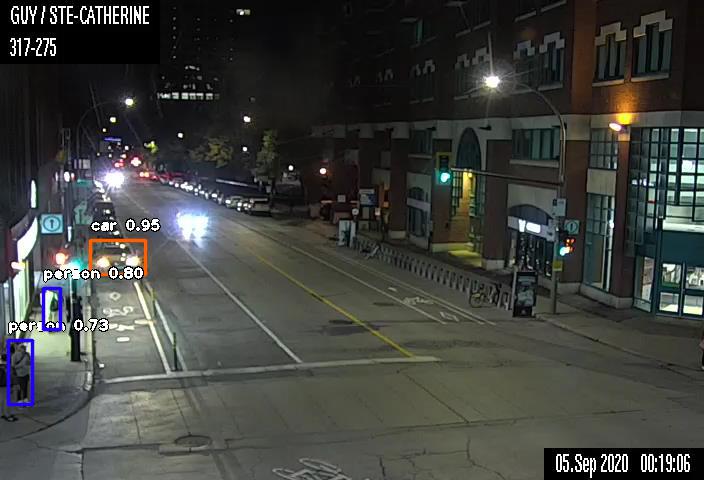 GUY / STE-CATHERINE
317-275
car 0.95
person 0.80
person 0.73
05.Sep 2020 00:19:06